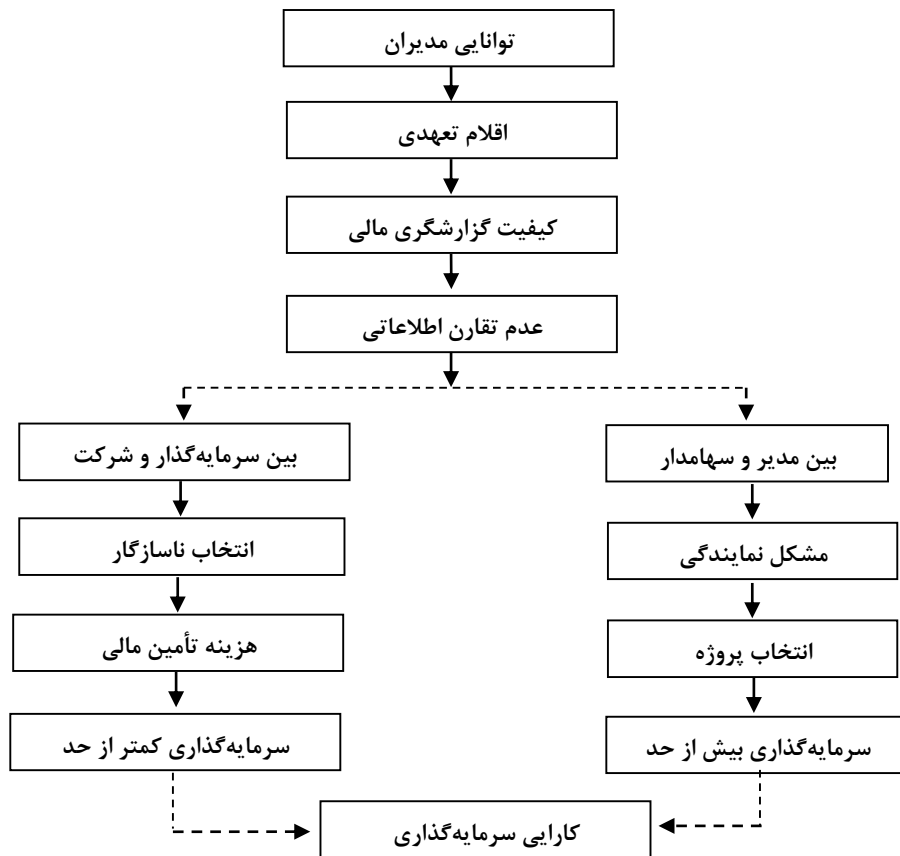 توانایی مدیران
اقلام تعهدی
کیفیت گزارشگری مالی
عدم تقارن اطلاعاتی
بین مدیر و سهامدار
بین سرمایه‌گذار و شرکت
مشکل نمایندگی
انتخاب ناسازگار
انتخاب پروژه
هزینه تأمین مالی
سرمایه‌گذاری بیش از حد
سرمایه‌گذاری کمتر از حد
کارایی سرمایه‌گذاری